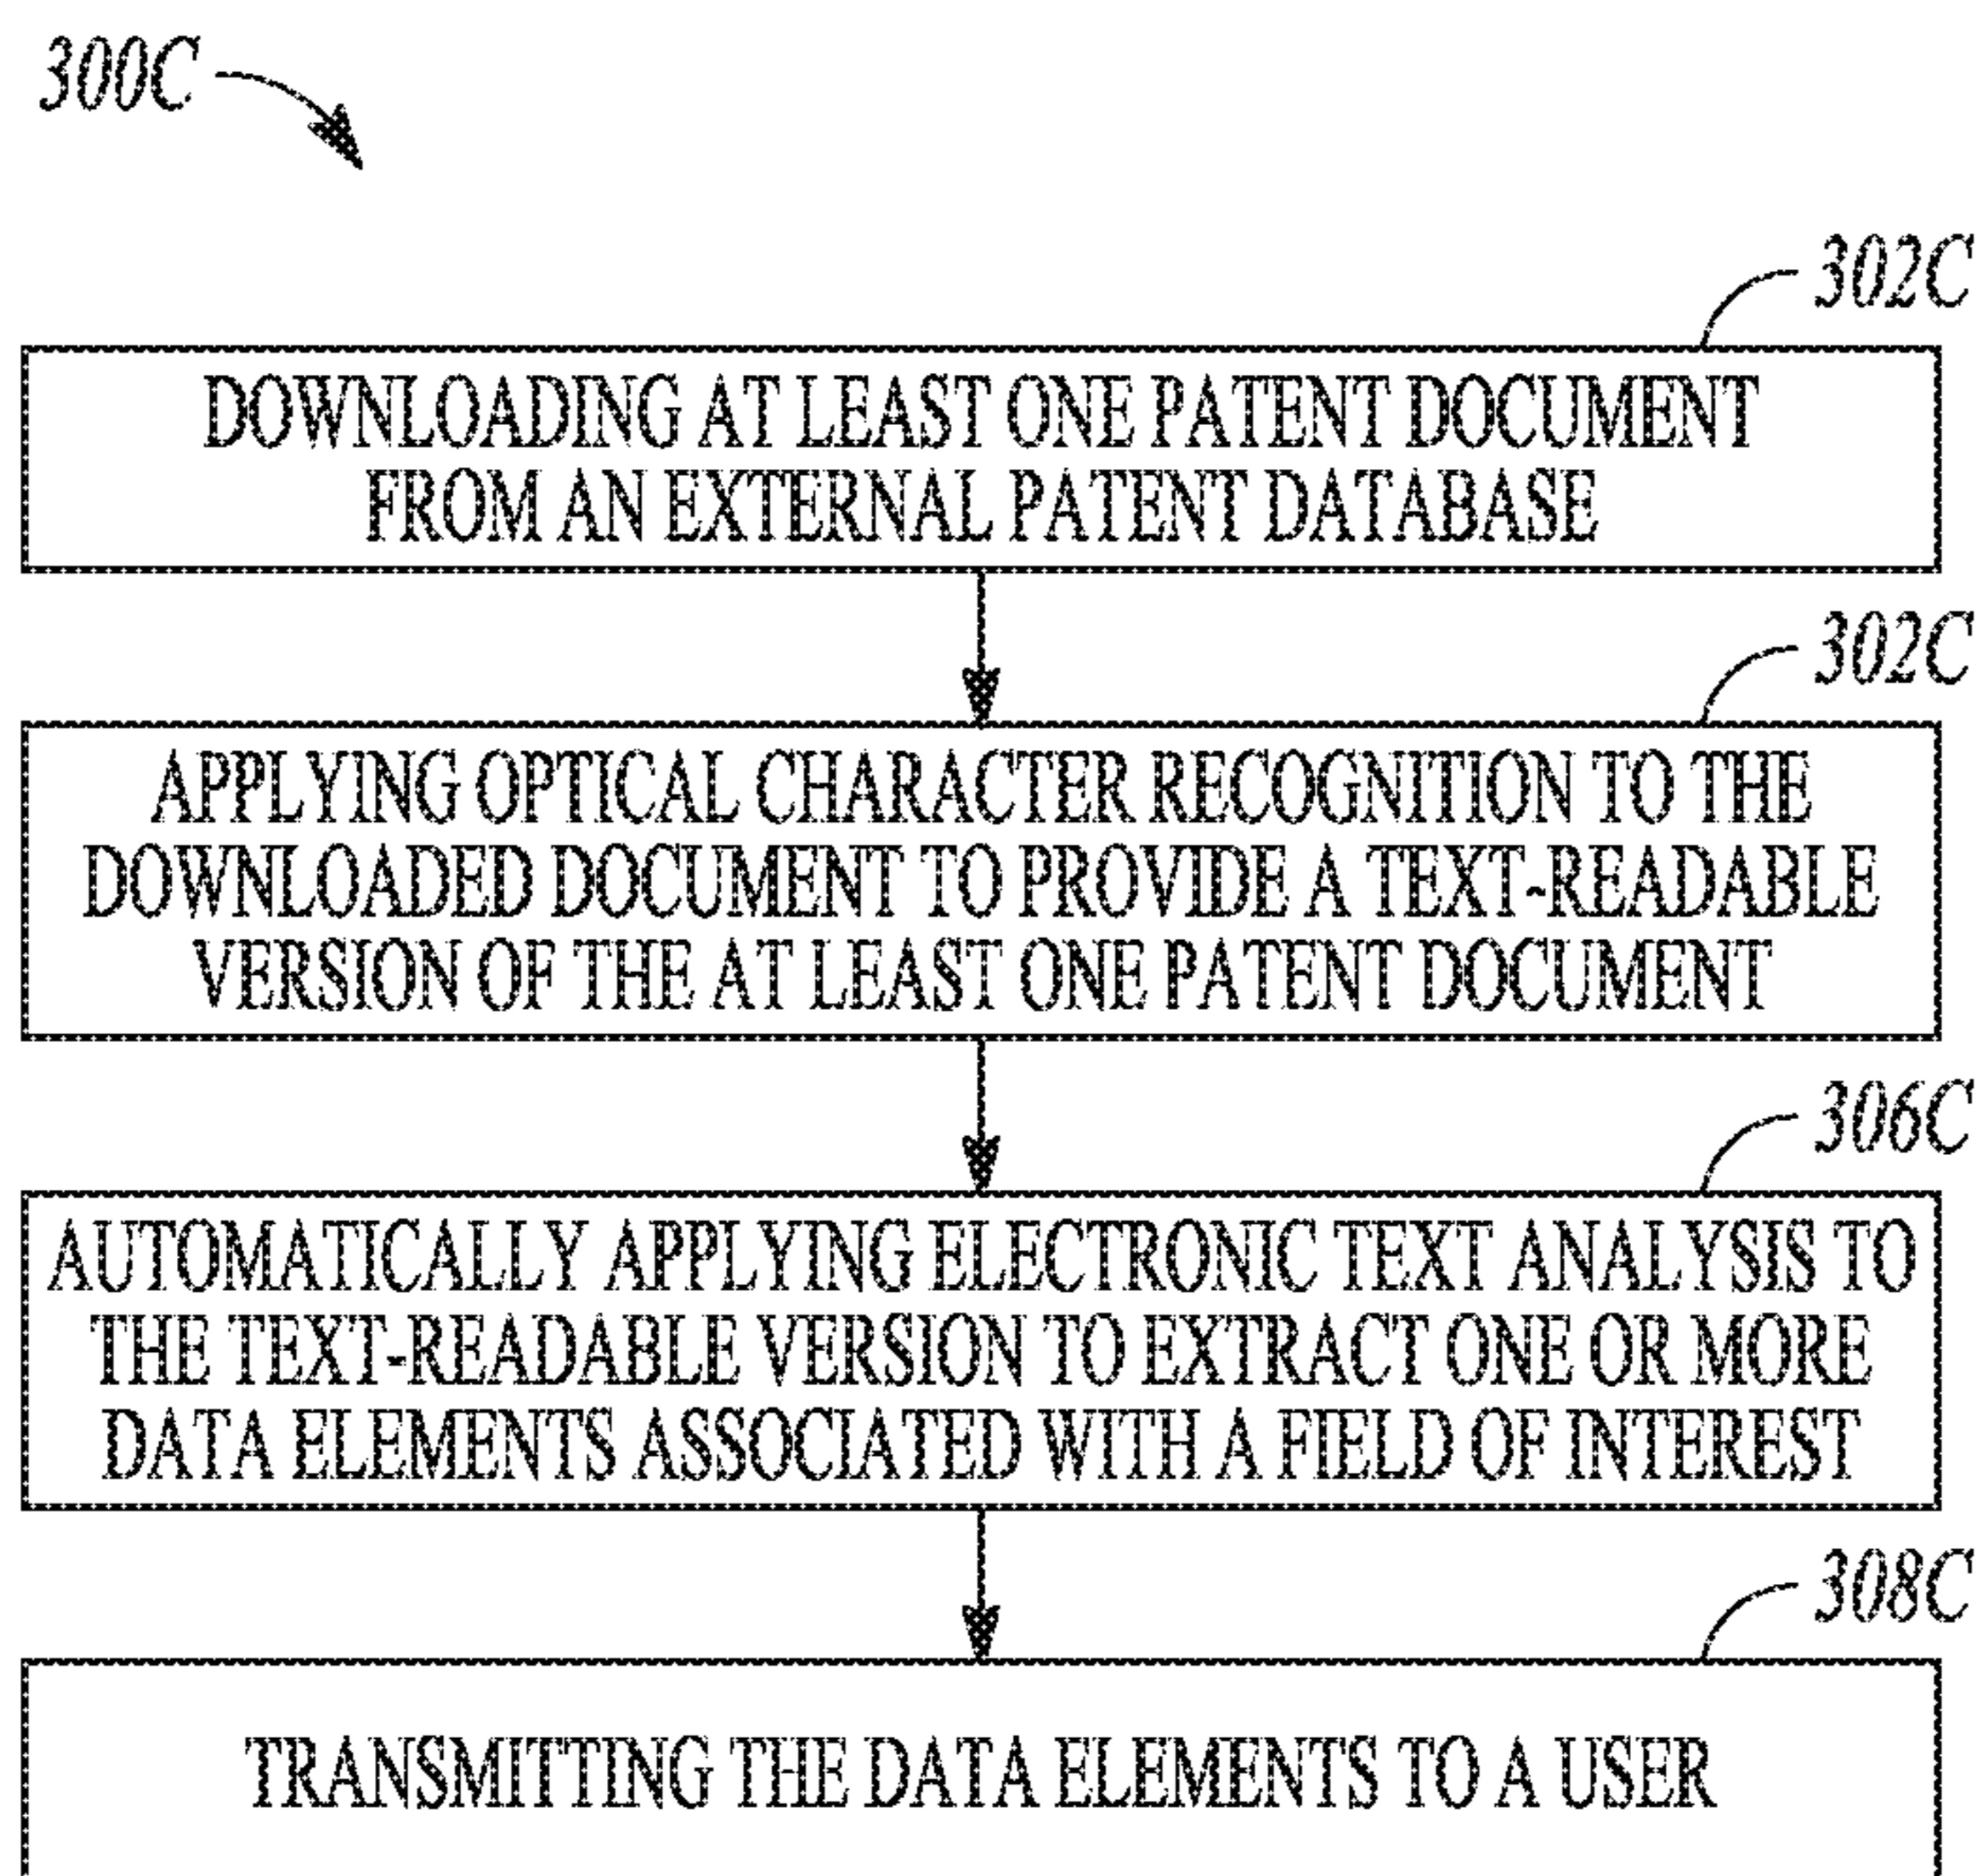 300C
302C
DOWNLOADING AT LEAST ONE PATENT DOCUMENT
FROM AN EXTERNAL PATENT DATABASE
302C
APPLYING OPTICAL CHARACTER RECOGNITION TO THE
DOWNLOADED DOCUMENT TO PROVIDE A TEXT-READABLE
VERSION OF THE AT LEAST ONE PATENT DOCUMENT
306C
AUTOMATICALLY APPLYING ELECTRONIC TEXT ANALYSIS TO
THE TEXT-READABLE VERSION TO EXTRACT ONE OR MORE
DATA ELEMENTS ASSOCIATED WITH A FIELD OF INTEREST
308C
TRANSMITTING THE DATA ELEMENTS TO A USER